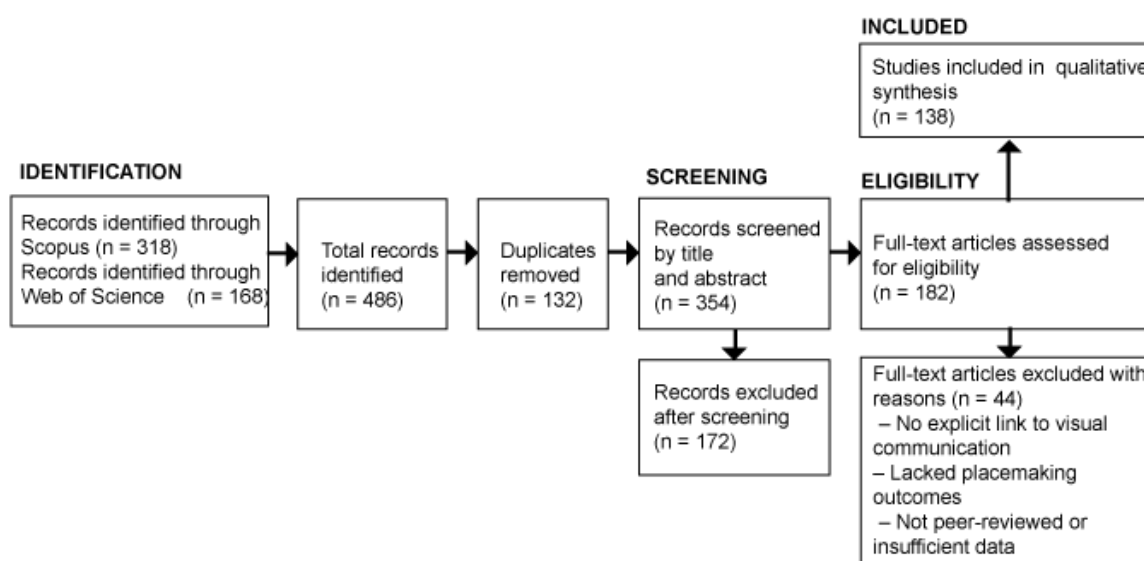 IDENTIFICATION
Records identified through
Scopus (n = 318)
Records identified through
Web of Science (n = 168)
Total records
identified
(n = 486)
Duplicates
removed
(n = 132)
SCREENING
Records screened
by title
and abstract
(n = 354)
Records excluded
after screening
(n = 172)
INCLUDED
Studies included in qualitative
synthesis
(n = 138)
ELIGIBILITY
Full-text articles assessed
for eligibility
(n = 182)
Full-text articles excluded with
reasons (n = 44)
– No explicit link to visual
communication
– Lacked placemaking
outcomes
– Not peer-reviewed or
insufficient data